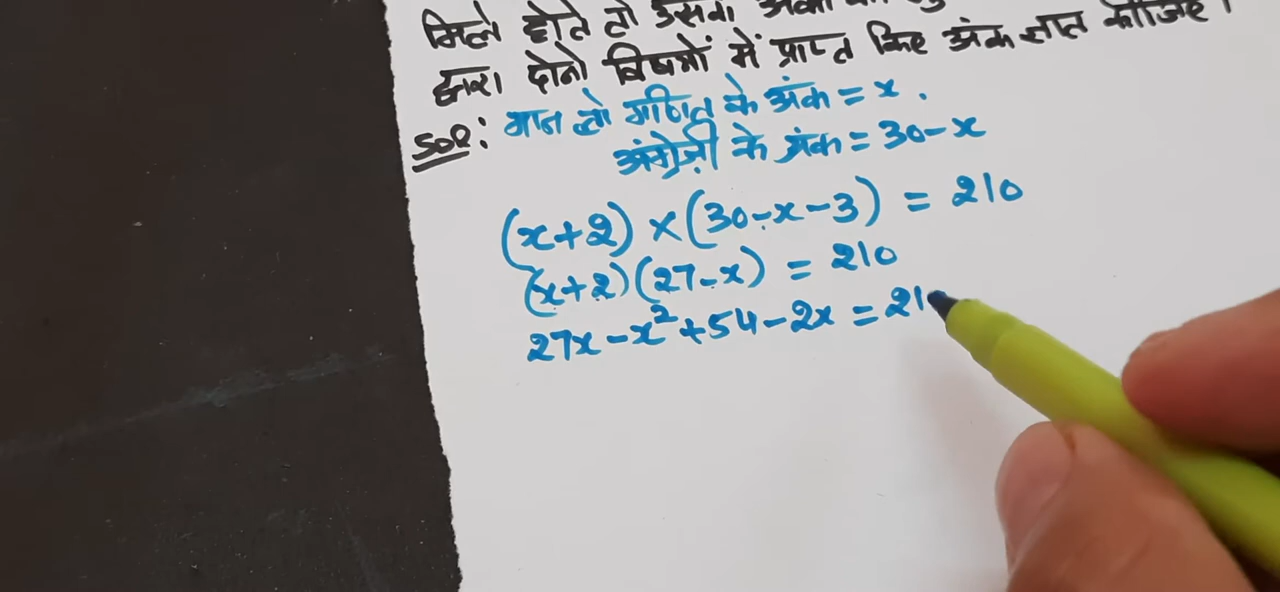 मिले होते तो उसके अंकों का
द्वारा दोनो विषयों में प्राप्त किए अंक ज्ञात कीजिए।
Sol: मान लो गणित के अंक = x.
अंग्रेज़ी के अंक = 30-x
(x+2) × (30-x-3) = 210
(x+2)(27-x) = 210
27x-x²+54-2x = 21